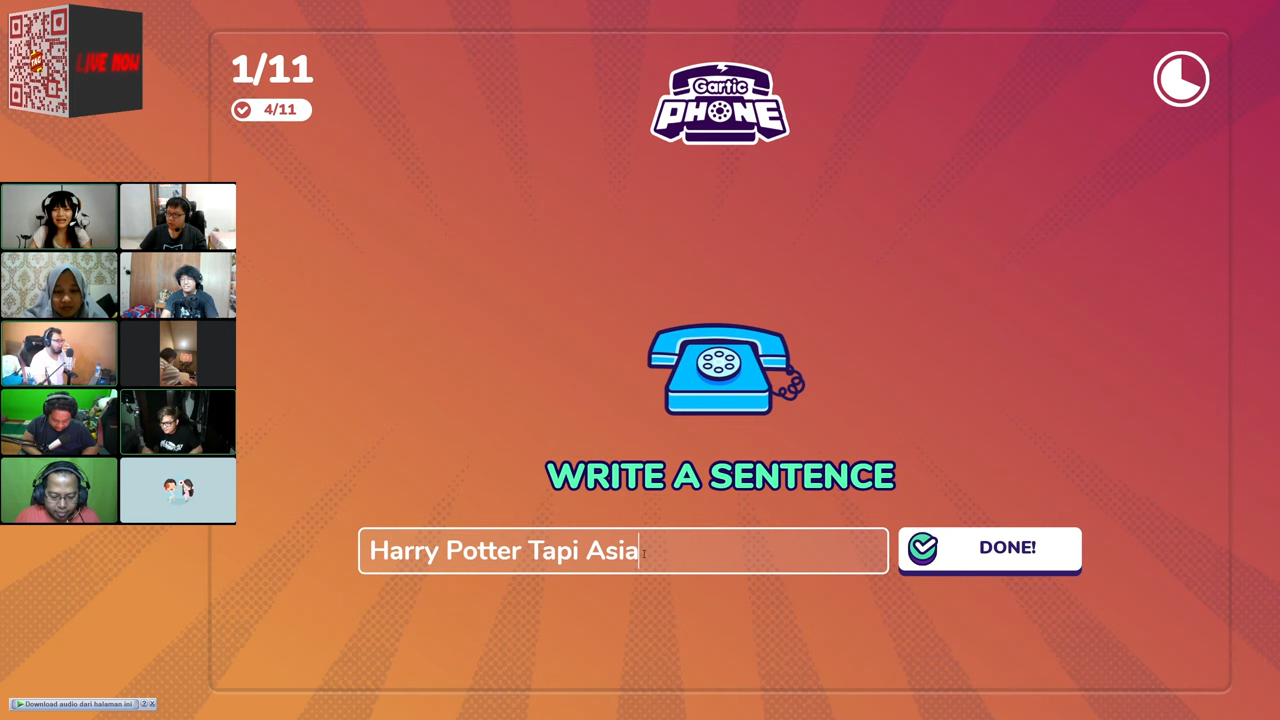 TAG
LIVE NOW
1/11
4/11
Gartic
PHONE
WRITE A SENTENCE
Harry Potter Tapi Asia
DONE!
Download audio dari halaman ini
? X